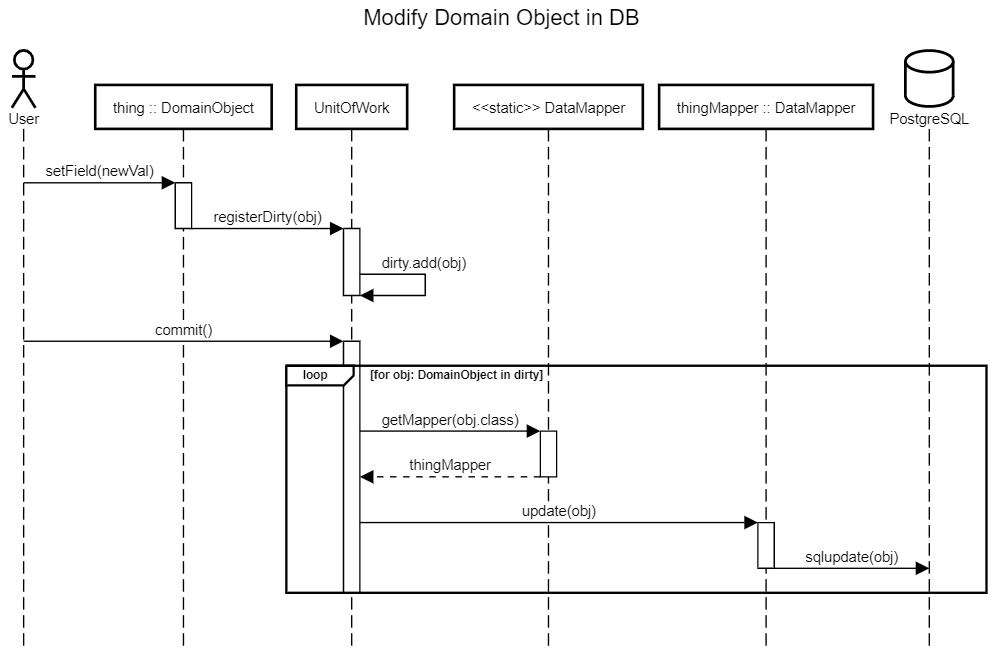 Modify Domain Object in DB
User
thing :: DomainObject
UnitOfWork
<<static>> DataMapper
thingMapper :: DataMapper
PostgreSQL
setField(newVal)
registerDirty(obj)
dirty.add(obj)
commit()
loop
[for obj: DomainObject in dirty]
getMapper(obj.class)
thingMapper
update(obj)
sqlupdate(obj)